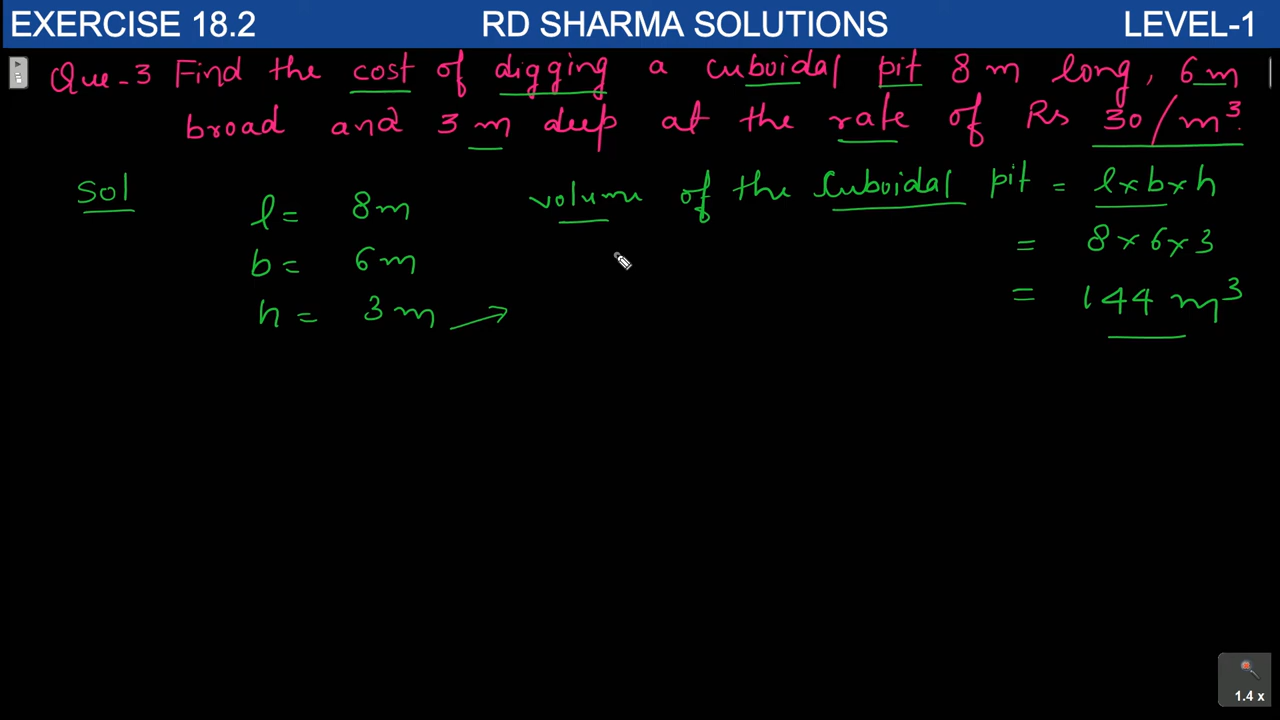 EXERCISE 18.2 RD SHARMA SOLUTIONS LEVEL-1
Que-3 Find the cost of digging a cuboidal pit 8 m long, 6 m
broad and 3 m deep at the rate of Rs 30/m³.
Sol
l = 8 m volume of the cuboidal pit = l×b×h
b = 6 m = 8×6×3
h = 3 m → = 144 m³
1.4 x